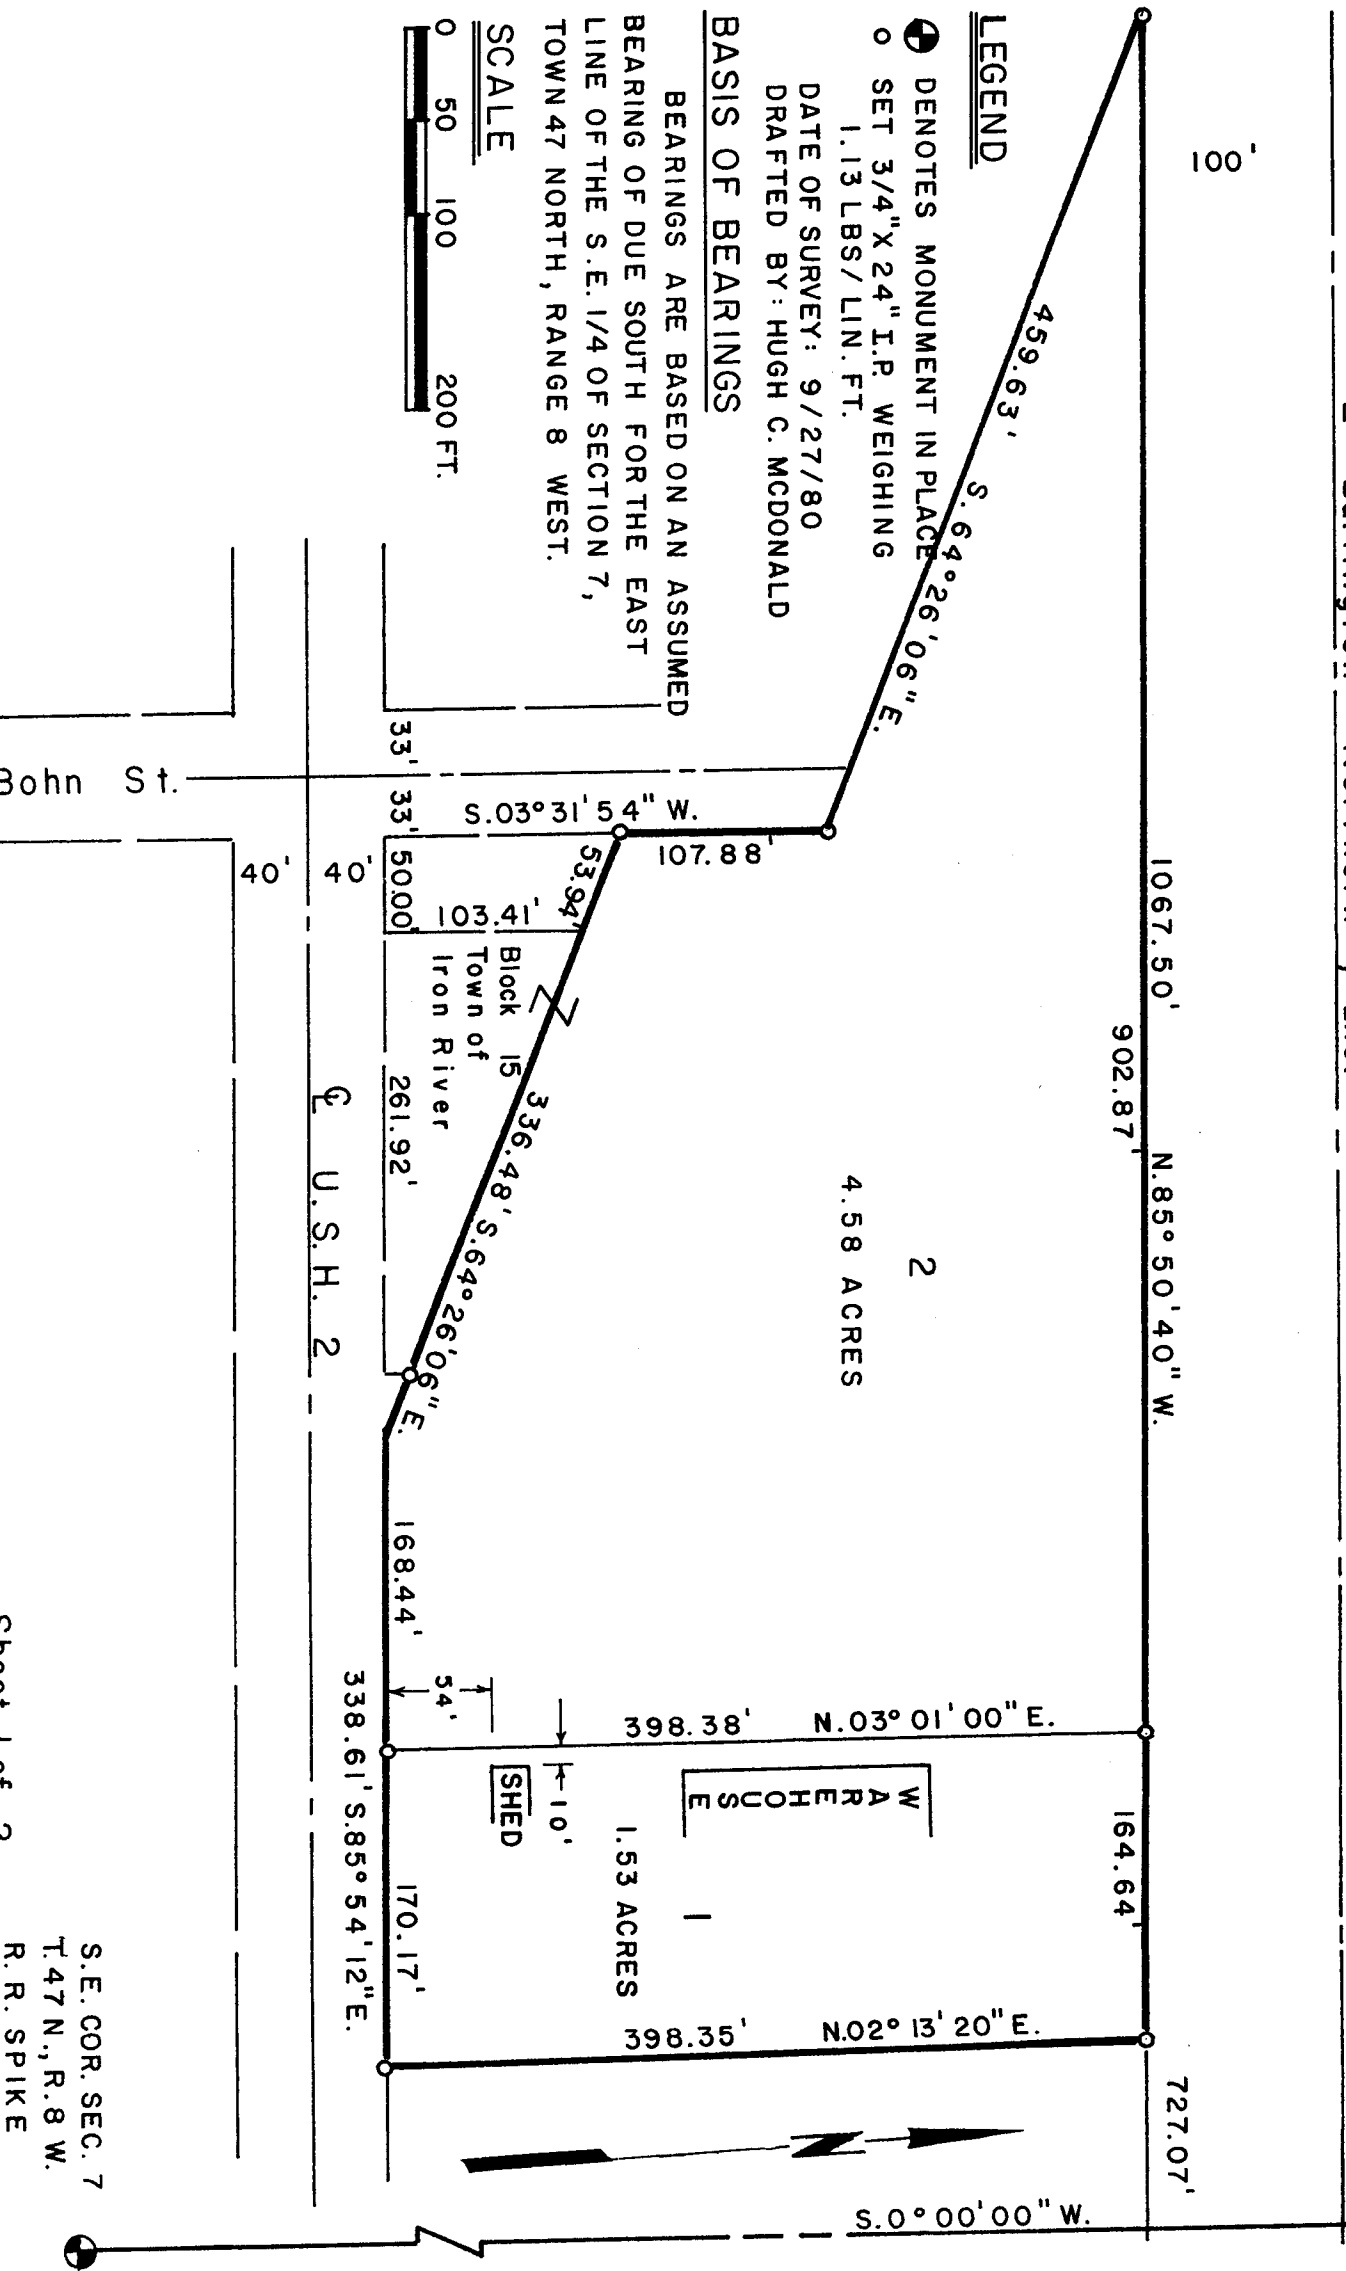 Burlington Northern, Inc.
100'
LEGEND
DENOTES MONUMENT IN PLACE
SET 3/4" X 24" I.P. WEIGHING
1.13 LBS/LIN. FT.
DATE OF SURVEY: 9/27/80
DRAFTED BY: HUGH C. MCDONALD
BASIS OF BEARINGS
BEARINGS ARE BASED ON AN ASSUMED
BEARING OF DUE SOUTH FOR THE EAST
LINE OF THE S.E. 1/4 OF SECTION 7,
TOWN 47 NORTH, RANGE 8 WEST.
SCALE
0 50 100 200 FT.
459.63' S. 64°26'06" E.
1067.50' N. 85°50'40" W.
902.87'
164.64'
727.07'
2
4.58 ACRES
S. 03°31'54" W.
107.88'
33' 33' 50.00'
53.94'
103.41'
Block 15
Town of
Iron River
336.48' S. 64°26'06" E.
261.92'
Bohn St.
40' 40'
℄ U. S. H. 2
168.44'
54'
338.61' S. 85°54'12" E.
170.17'
398.38' N. 03°01'00" E.
WAREHOUSE
SHED
10'
1
1.53 ACRES
398.35' N. 02°13'20" E.
N
S. 0°00'00" W.
S.E. COR. SEC. 7
T. 47 N., R. 8 W.
R. R. SPIKE
Sheet 1 of 2